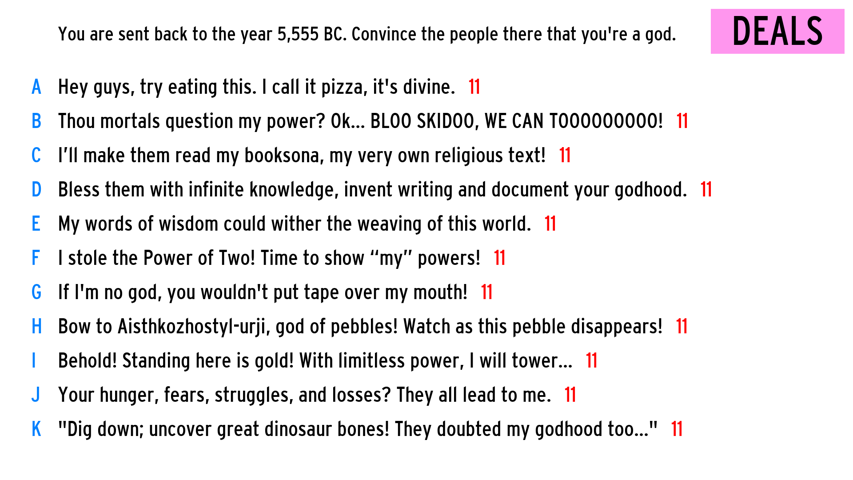 You are sent back to the year 5,555 BC. Convince the people there that you're a god.
DEALS
A Hey guys, try eating this. I call it pizza, it's divine. 11
B Thou mortals question my power? Ok... BLOO SKIDOO, WE CAN TOOOOOOOOO! 11
C I’ll make them read my booksona, my very own religious text! 11
D Bless them with infinite knowledge, invent writing and document your godhood. 11
E My words of wisdom could wither the weaving of this world. 11
F I stole the Power of Two! Time to show “my” powers! 11
G If I'm no god, you wouldn't put tape over my mouth! 11
H Bow to Aisthkozhostyl-urji, god of pebbles! Watch as this pebble disappears! 11
I Behold! Standing here is gold! With limitless power, I will tower... 11
J Your hunger, fears, struggles, and losses? They all lead to me. 11
K "Dig down; uncover great dinosaur bones! They doubted my godhood too..." 11